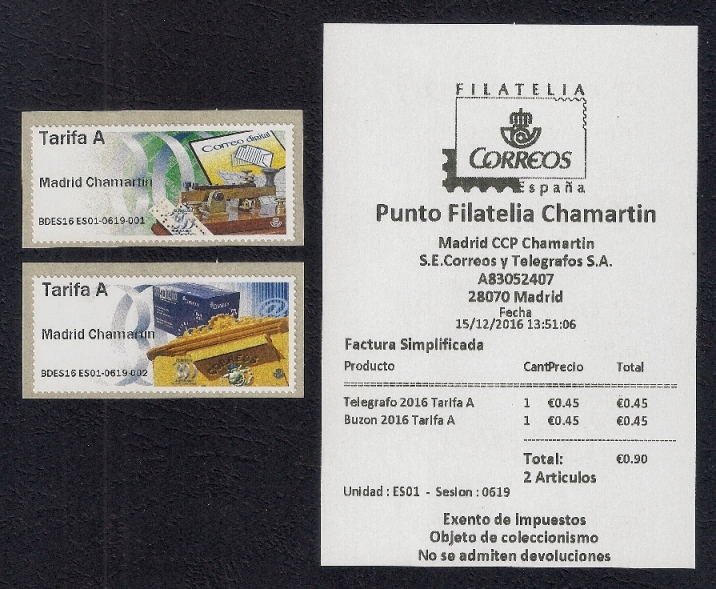 Tarifa A
Correo digital
Madrid Chamartin
BDES16 ES01-0619-001
Tarifa A
Madrid Chamartin
CORREOS
BDES16 ES01-0619-002
FILATELIA
CORREOS
España
Punto Filatelia Chamartin
Madrid CCP Chamartin
S.E.Correos y Telegrafos S.A.
A83052407
28070 Madrid
Fecha
15/12/2016 13:51:06
Factura Simplificada
Producto CantPrecio Total
Telegrafo 2016 Tarifa A 1 €0.45 €0.45
Buzon 2016 Tarifa A 1 €0.45 €0.45
Total: €0.90
2 Articulos
Unidad : ES01 - Sesion : 0619
Exento de Impuestos
Objeto de coleccionismo
No se admiten devoluciones